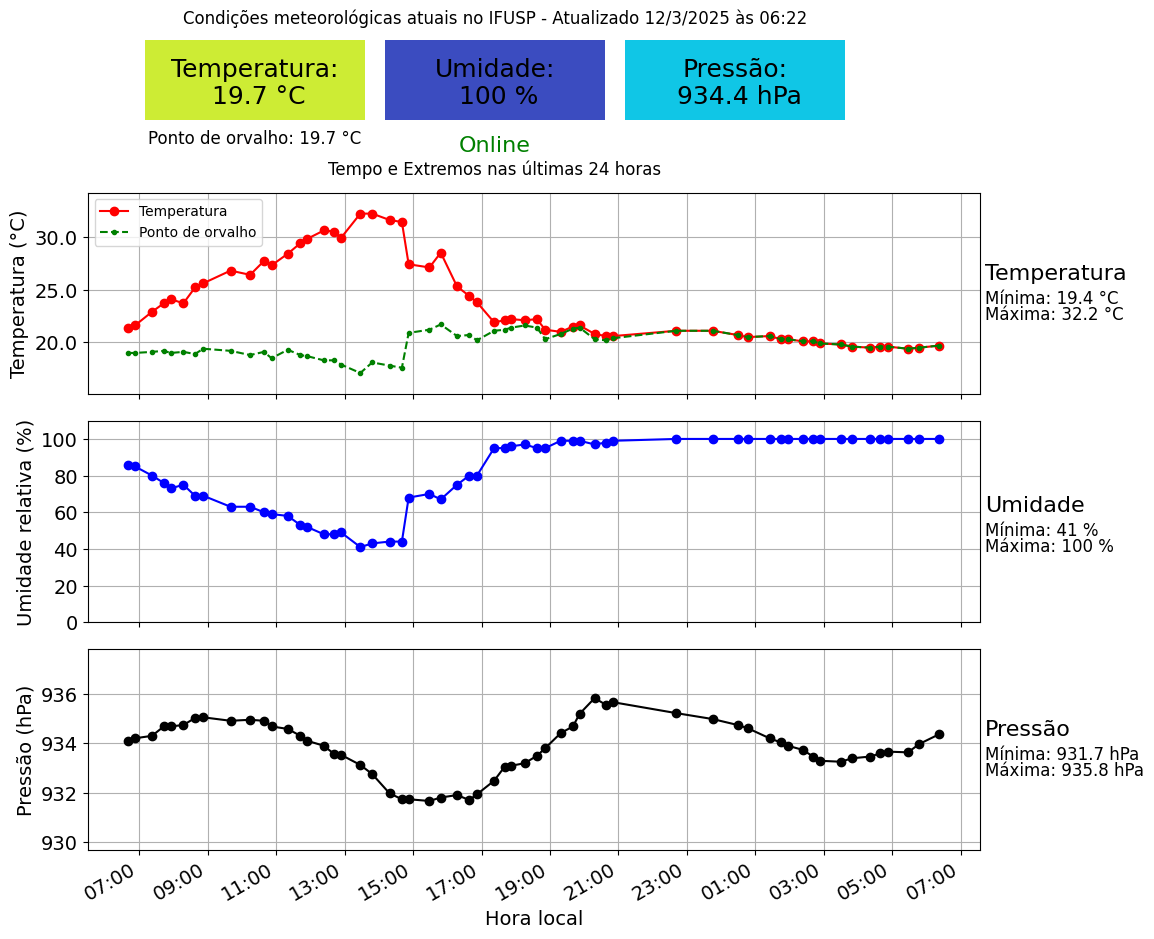 Condições meteorológicas atuais no IFUSP - Atualizado 12/3/2025 às 06:22
Temperatura:
19.7 °C
Umidade:
100 %
Pressão:
934.4 hPa
Ponto de orvalho: 19.7 °C
Online
Tempo e Extremos nas últimas 24 horas
Temperatura (°C)
30.0
25.0
20.0
Temperatura
Ponto de orvalho
Temperatura
Mínima: 19.4 °C
Máxima: 32.2 °C
Umidade relativa (%)
100
80
60
40
20
0
Umidade
Mínima: 41 %
Máxima: 100 %
Pressão (hPa)
936
934
932
930
Pressão
Mínima: 931.7 hPa
Máxima: 935.8 hPa
07:00 09:00 11:00 13:00 15:00 17:00 19:00 21:00 23:00 01:00 03:00 05:00 07:00
Hora local